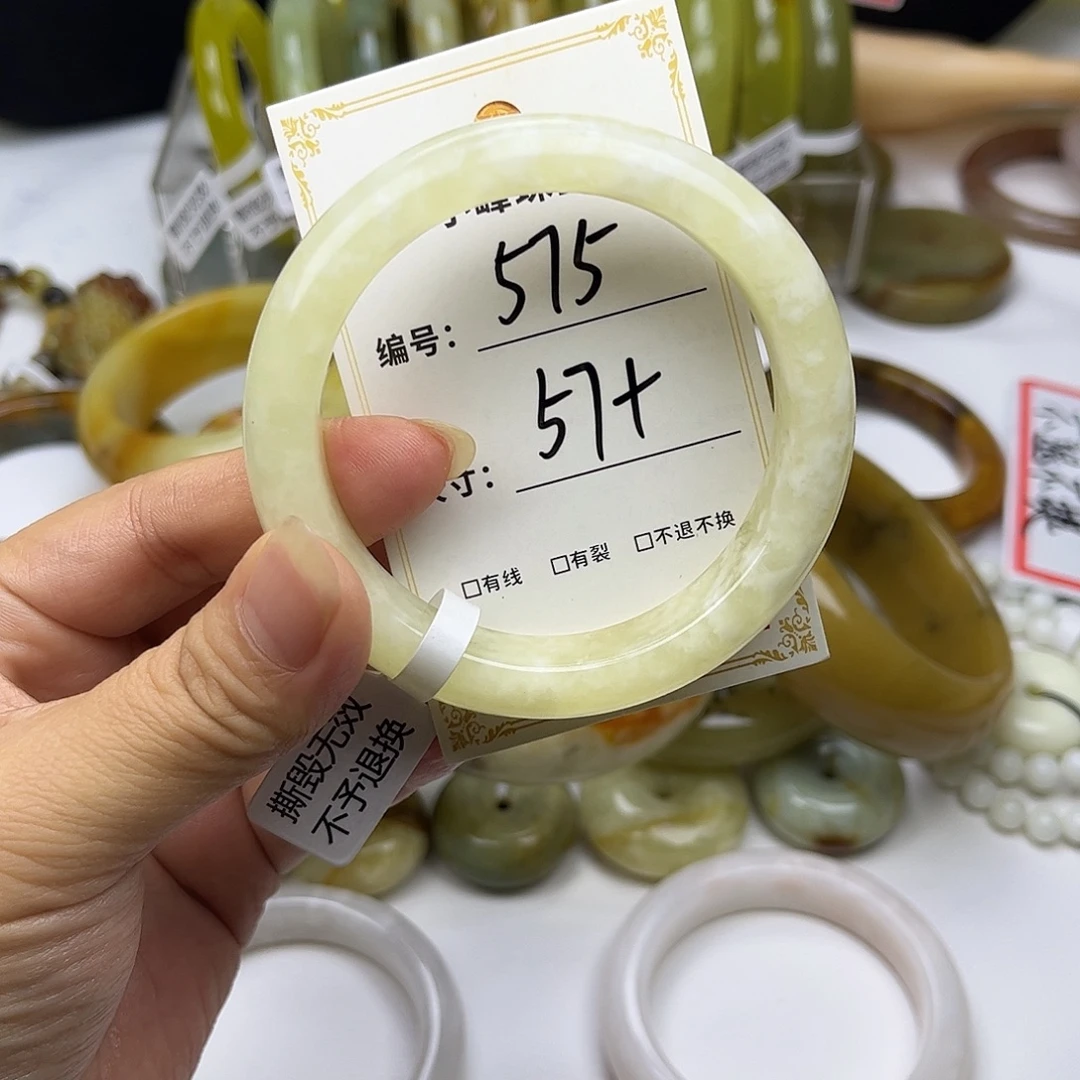 编号： 575
寸： 57+
□有线 □有裂 □不退不换
撕毁无效
不予退换